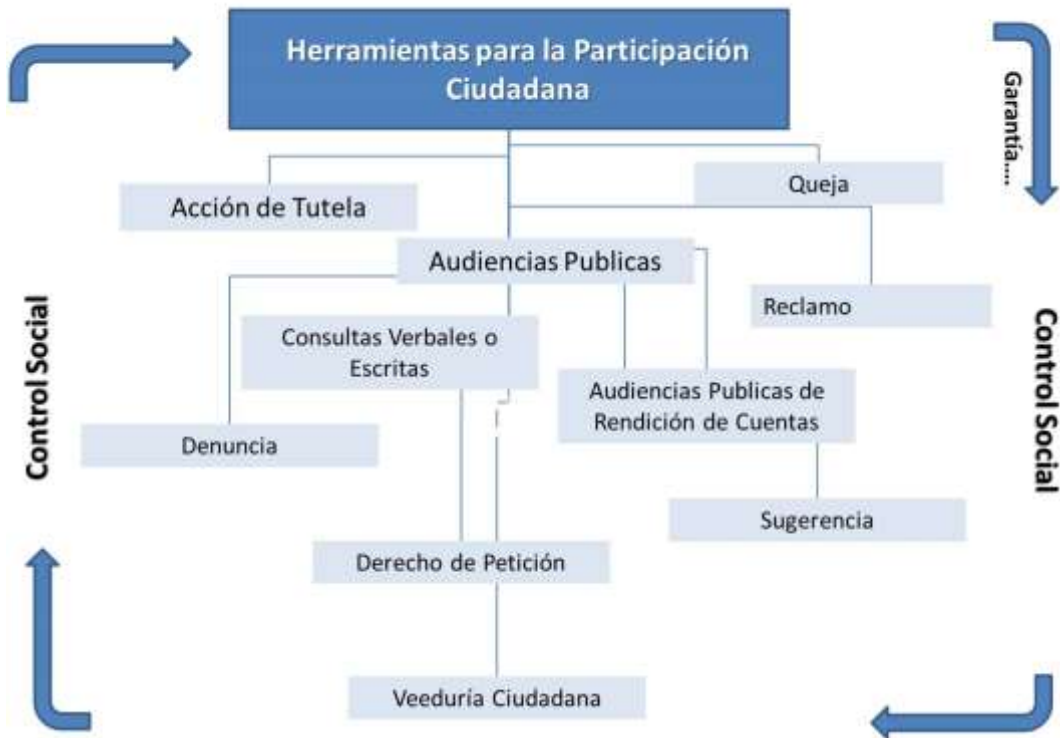 Herramientas para la Participación
Ciudadana
Garantía.....
Queja
Acción de Tutela
Audiencias Publicas
Reclamo
Consultas Verbales o
Escritas
Audiencias Publicas de
Rendición de Cuentas
Denuncia
Sugerencia
Derecho de Petición
Veeduría Ciudadana
Control Social
Control Social